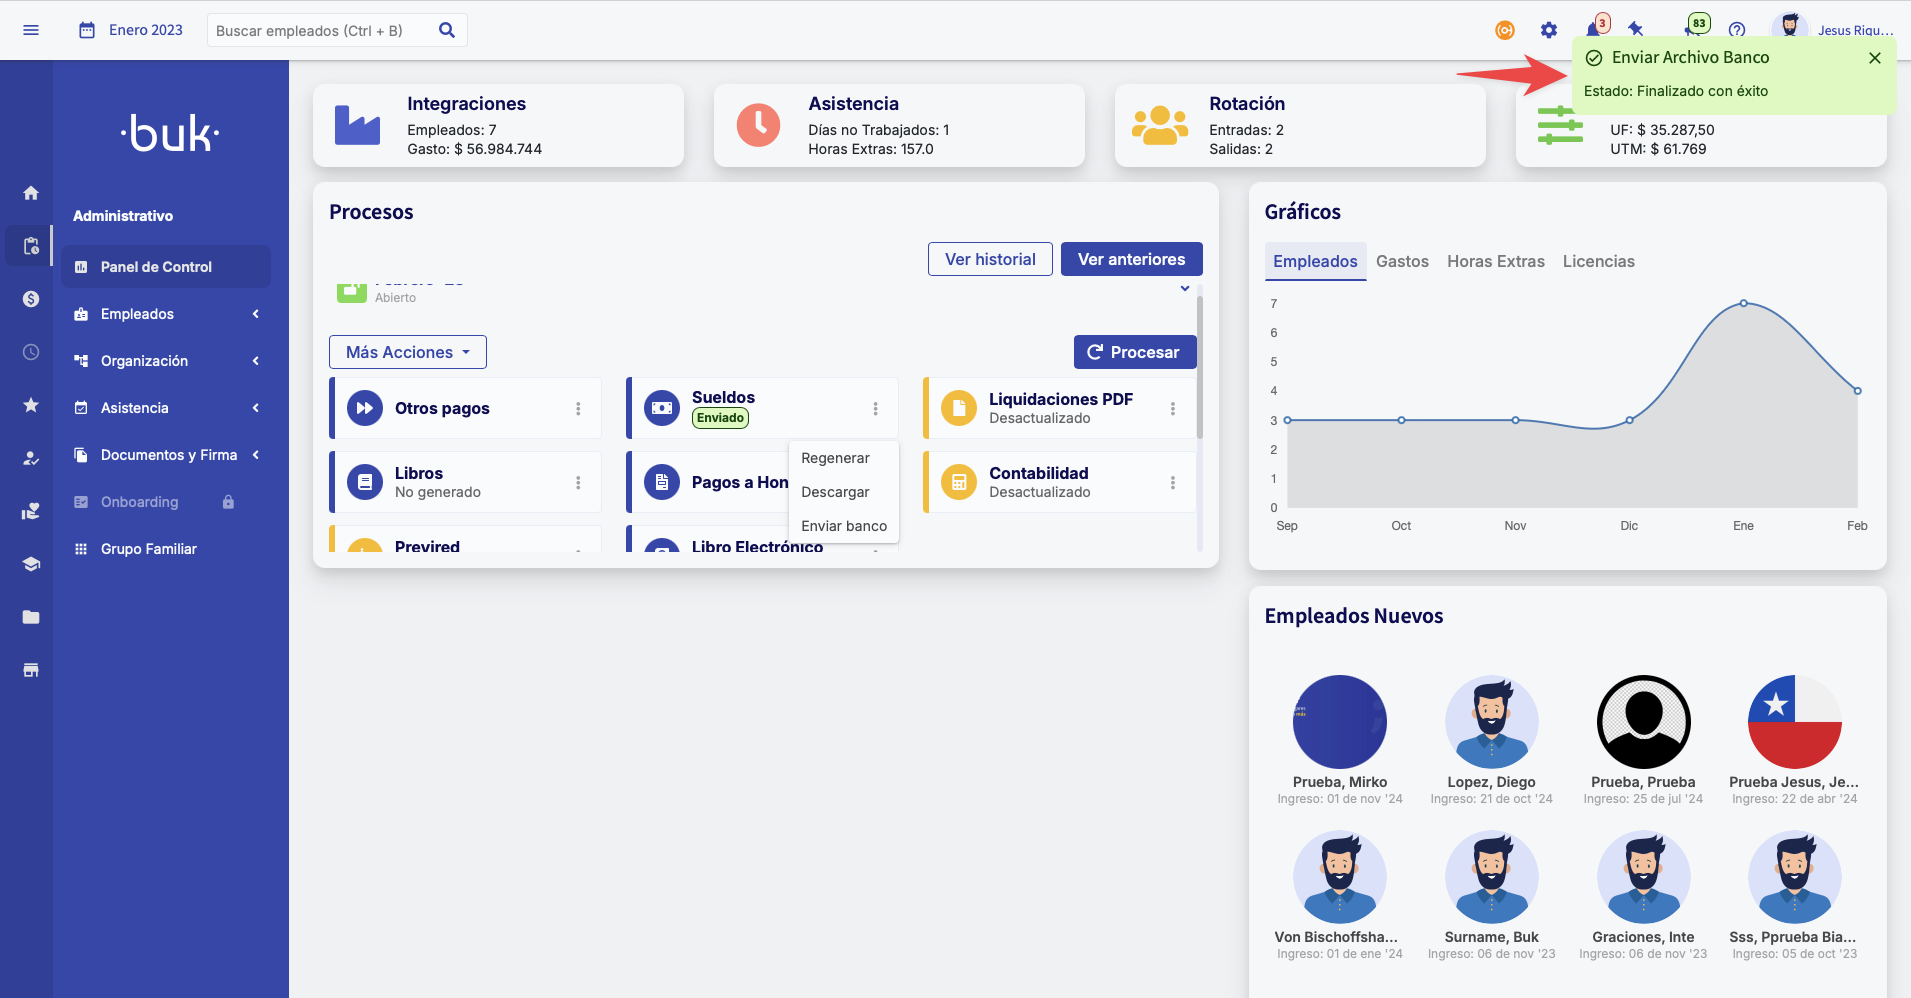 Enero 2023
Buscar empleados (Ctrl + B)
3
83
Jesus Riqu...
Enviar Archivo Banco
Estado: Finalizado con éxito
·buk·
Administrativo
Panel de Control
Empleados
Organización
Asistencia
Documentos y Firma
Onboarding
Grupo Familiar
Integraciones
Empleados: 7
Gasto: $ 56.984.744
Asistencia
Días no Trabajados: 1
Horas Extras: 157.0
Rotación
Entradas: 2
Salidas: 2
UF: $ 35.287,50
UTM: $ 61.769
Procesos
Ver historial
Ver anteriores
Abierto
Más Acciones
Procesar
Otros pagos
Sueldos
Enviado
Liquidaciones PDF
Desactualizado
Libros
No generado
Pagos a Hon
Contabilidad
Desactualizado
Regenerar
Descargar
Enviar banco
Previred
Libro Electrónico
Gráficos
Empleados
Gastos
Horas Extras
Licencias
7
6
5
4
3
2
1
0
Sep
Oct
Nov
Dic
Ene
Feb
Empleados Nuevos
Prueba, Mirko
Ingreso: 01 de nov '24
Lopez, Diego
Ingreso: 21 de oct '24
Prueba, Prueba
Ingreso: 25 de jul '24
Prueba Jesus, Je...
Ingreso: 22 de abr '24
Von Bischoffsha...
Ingreso: 01 de ene '24
Surname, Buk
Ingreso: 06 de nov '23
Graciones, Inte
Ingreso: 06 de nov '23
Sss, Pprueba Bia...
Ingreso: 05 de oct '23